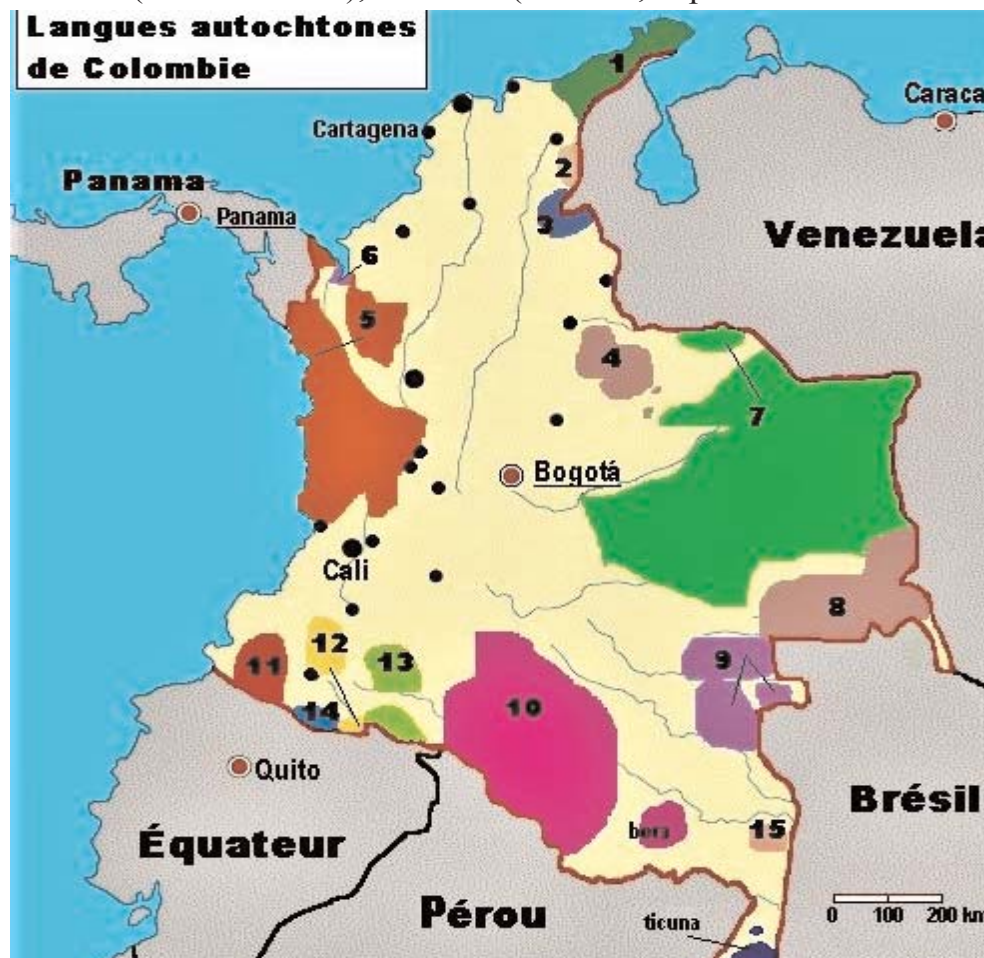 Langues autochtones
de Colombie
1
Caraca
Cartagena
2
Panama
Panama
3
Venezuela
6
5
4
7
Bogotá
Cali
8
12
11
13
9
14
10
Quito
Brésil
bora
15
Équateur
Pérou
ticuna
0 100 200 km